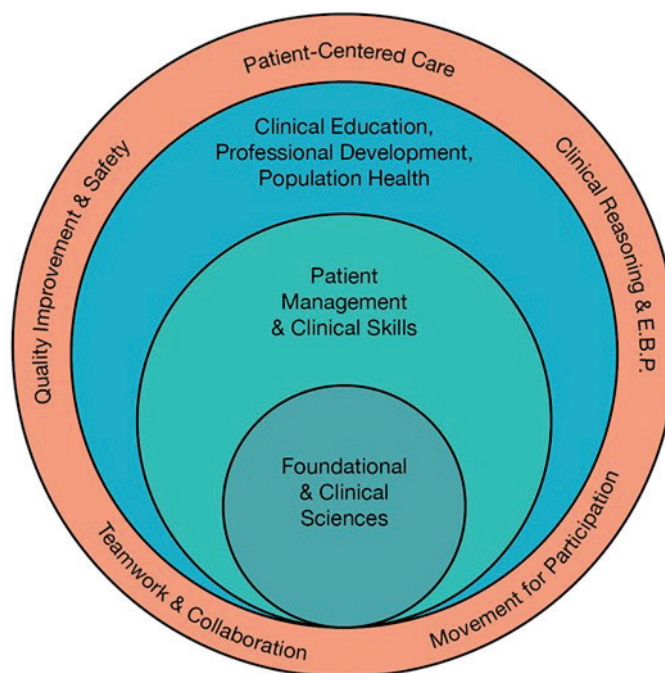 Patient-Centered Care
Clinical Education,
Professional Development,
Population Health
Quality Improvement & Safety
Clinical Reasoning & E.B.P.
Patient
Management
& Clinical Skills
Foundational
& Clinical
Sciences
Teamwork & Collaboration
Movement for Participation